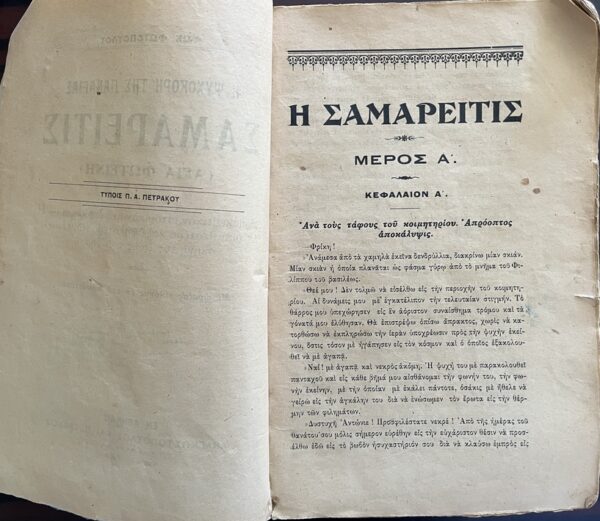 ΤΥΠΟΙΣ Π. Α. ΠΕΤΡΑΚΟΥ
Η ΣΑΜΑΡΕΙΤΙΣ
ΜΕΡΟΣ Α΄.
ΚΕΦΑΛΑΙΟΝ Α΄.
Ἀνὰ τοὺς τάφους τοῦ κοιμητηρίου. Ἀπρόοπτος
ἀποκάλυψις.
—Φρίκη !
»Ἀνάμεσα ἀπὸ τὰ χαμηλὰ ἐκεῖνα δενδρύλλια, διακρίνω μίαν σκιάν.
Μίαν σκιὰν ἡ ὁποία πλανᾶται ὡς φάσμα γύρω ἀπὸ τὸ μνῆμα τοῦ Φι-
λίππου τοῦ βασιλέως.
»Θεέ μου ! Δὲν τολμῶ νὰ εἰσέλθω εἰς τὴν περιοχὴν τοῦ κοιμητη-
ρίου. Αἱ δυνάμεις μου μὲ ἐγκατέλιπον τὴν τελευταίαν στιγμήν. Τὸ
θάρρος μου ὑπεχώρησεν εἰς ἓν ἀόριστον συναίσθημα τρόμου καὶ τὰ
γόνατά μου ἐλύθησαν. Θὰ ἐπιστρέψω ὀπίσω ἄπρακτος, χωρὶς νὰ κα-
τορθώσω νὰ ἐκπληρώσω τὴν ἱερὰν ὑποχρέωσιν πρὸς τὴν ψυχὴν ἐκεί-
νου, ὅστις τόσον μὲ ἠγάπησεν εἰς τὸν κόσμον καὶ ὁ ὁποῖος ἐξακολου-
θεῖ νὰ μὲ ἀγαπᾷ.
»Ναί ! μὲ ἀγαπᾷ καὶ νεκρὸς ἀκόμη. Ἡ ψυχή του μὲ παρακολουθεῖ
πανταχοῦ καὶ εἰς κάθε βῆμά μου αἰσθάνομαι τὴν φωνήν του, τὴν φω-
νὴν ἐκείνην, μὲ τὴν ὁποίαν μὲ ἐκάλει πάντοτε, ὁσάκις μὲ ἤθελε νὰ
γείρω εἰς τὴν ἀγκάλην του διὰ νὰ ἑνώσωμεν τὸν ἔρωτα εἰς τὴν θέρ-
μην τῶν φιλημάτων.
»Δυστυχῆ Ἀντώνιε ! Προσφιλέστατε νεκρέ ! Ἀπὸ τῆς ἡμέρας τοῦ
θανάτου σου μόλις σήμερον εὑρέθην εἰς τὴν εὐχάριστον θέσιν νὰ προσ-
έλθω ἐδῶ εἰς τὸ βωβὸν ἡσυχαστήριόν σου διὰ νὰ κλαύσω ἐμπρὸς εἰς